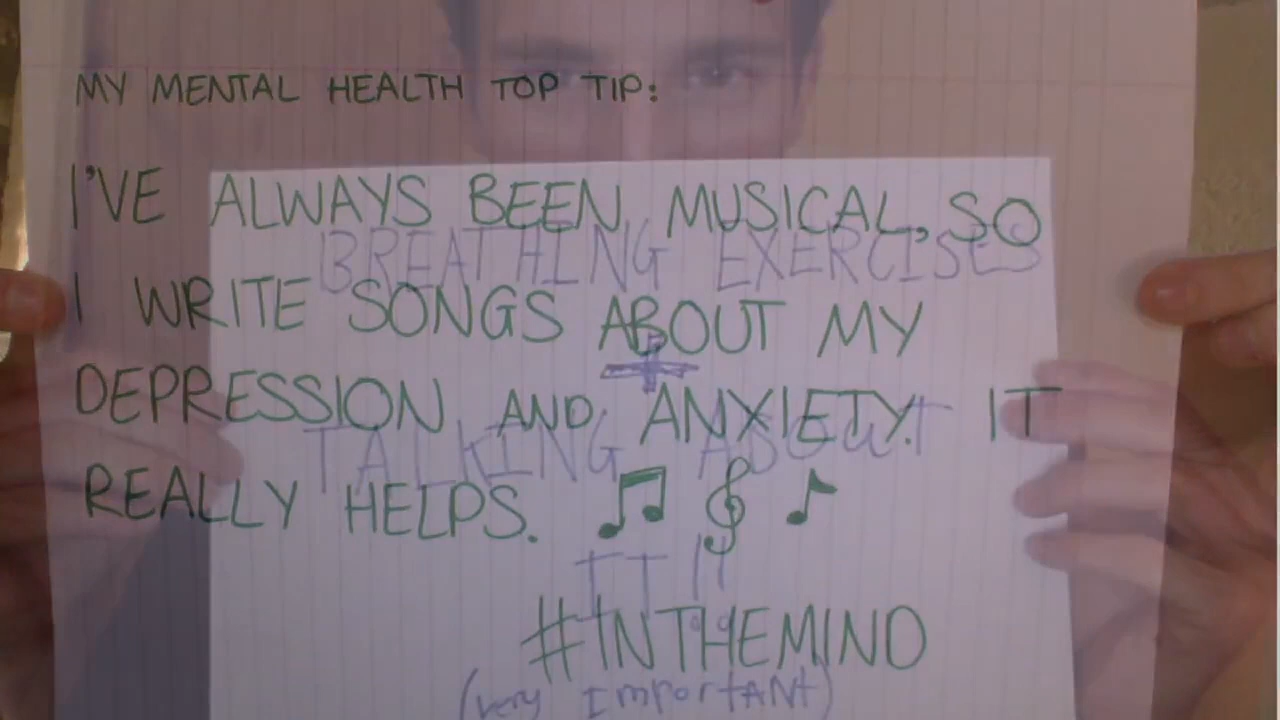 MY MENTAL HEALTH TOP TIP:
I'VE ALWAYS BEEN MUSICAL, SO
I WRITE SONGS ABOUT MY
DEPRESSION AND ANXIETY. IT
REALLY HELPS.
#INTHEMIND
BREATHING EXERCISES
+
TALKING ABOUT
IT!
(very ImportANt)